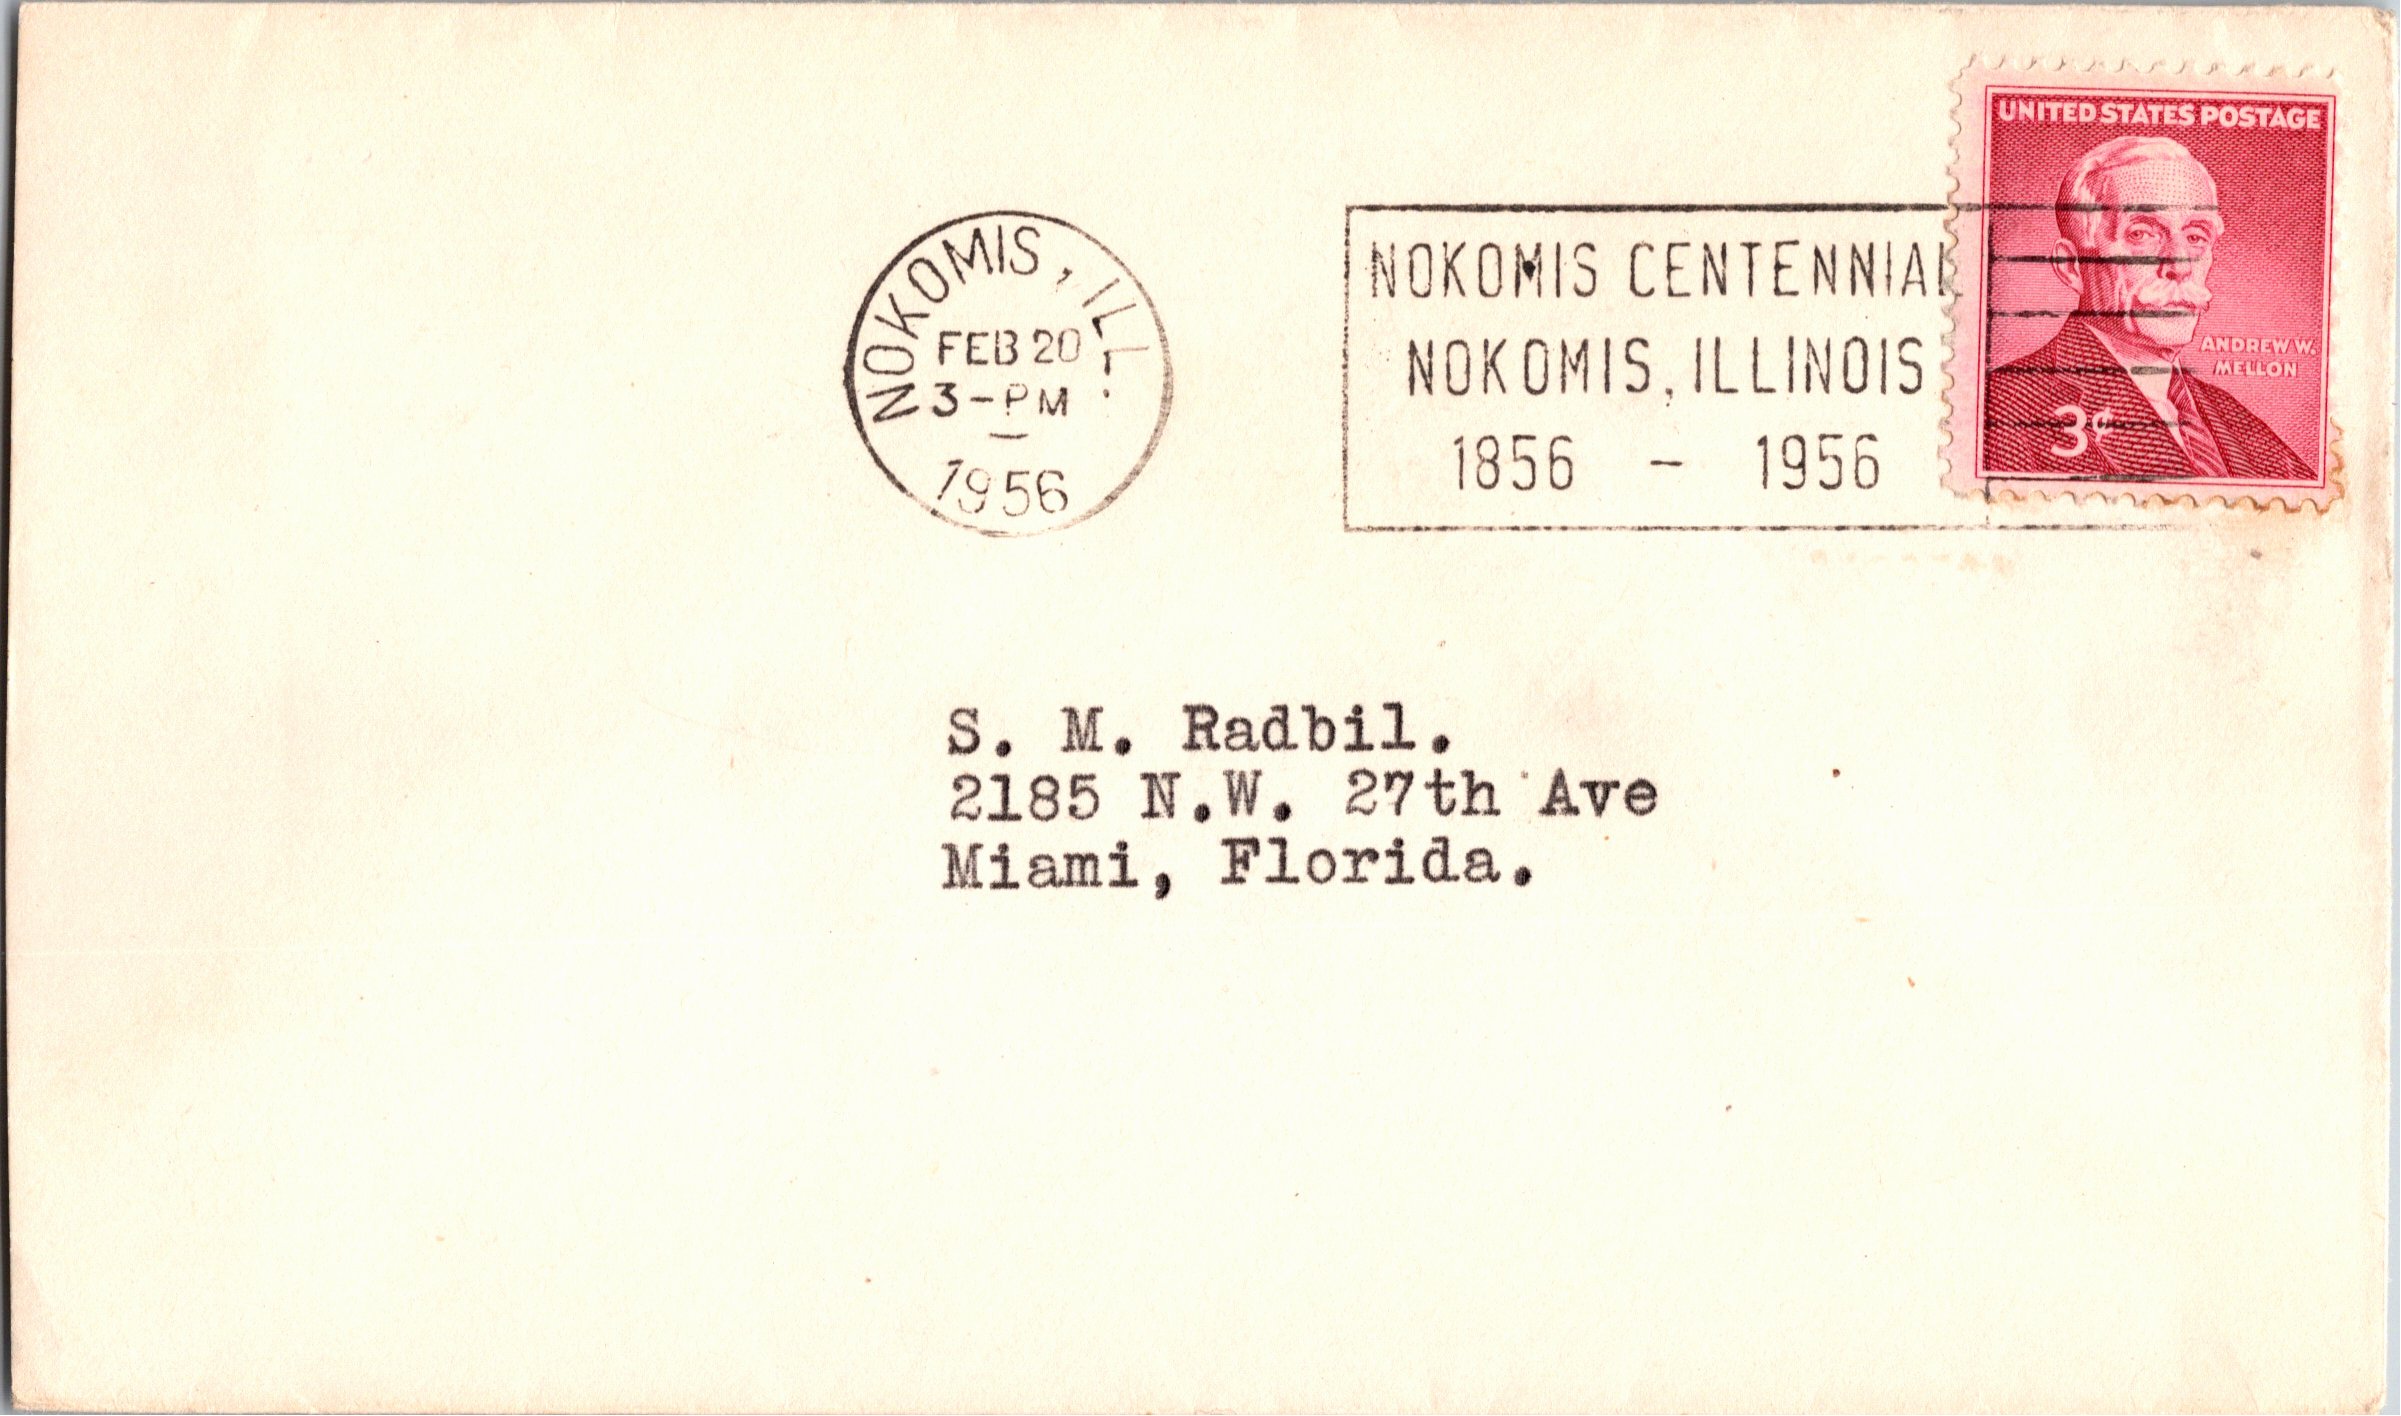 UNITED STATES POSTAGE
ANDREW W.
MELLON
3¢
NOKOMIS, ILL.
FEB 20
3-PM
1956
NOKOMIS CENTENNIAL
NOKOMIS, ILLINOIS
1856 - 1956
S. M. Radbil.
2185 N.W. 27th Ave
Miami, Florida.